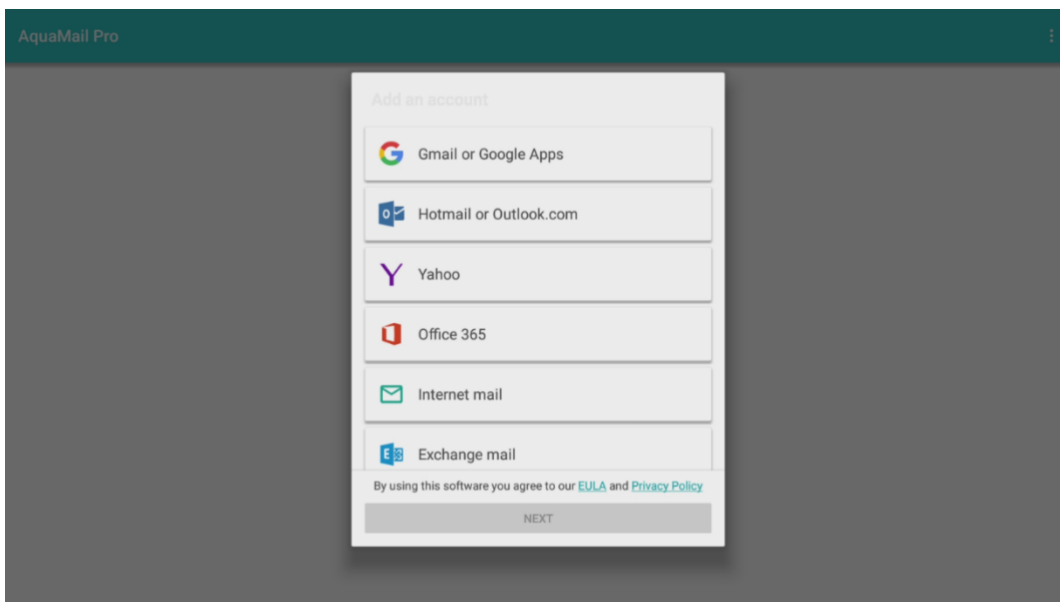 AquaMail Pro
Add an account
Gmail or Google Apps
Hotmail or Outlook.com
Yahoo
Office 365
Internet mail
Exchange mail
By using this software you agree to our EULA and Privacy Policy
NEXT